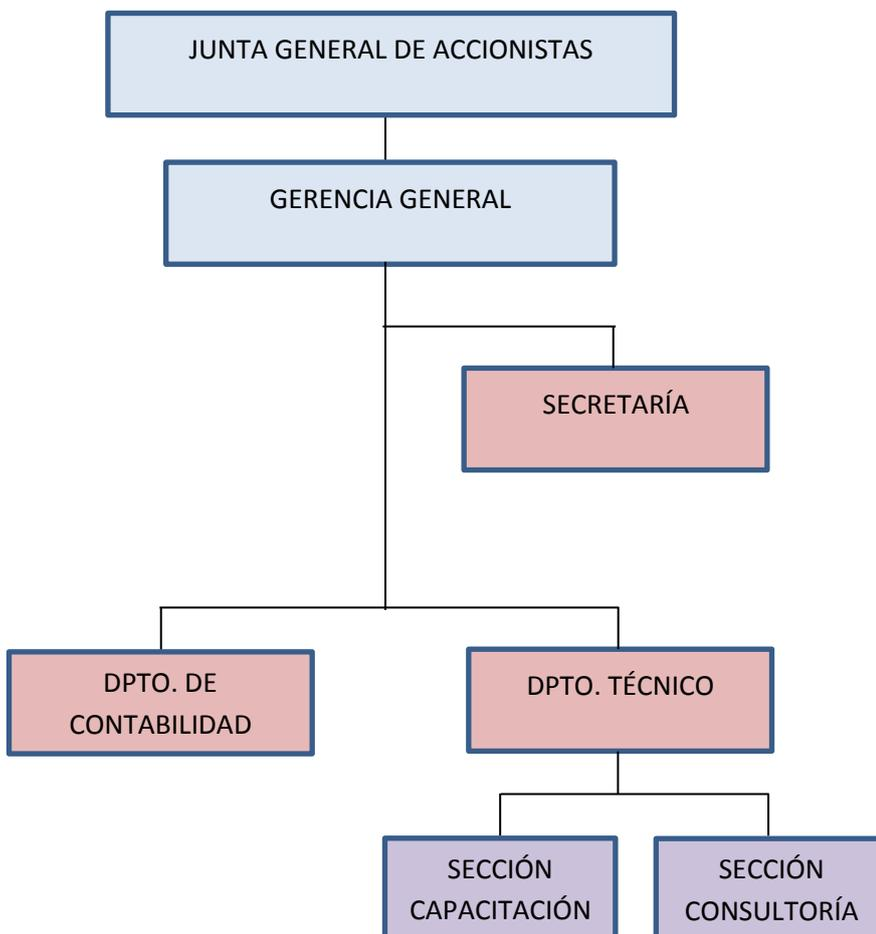 JUNTA GENERAL DE ACCIONISTAS
GERENCIA GENERAL
SECRETARÍA
DPTO. DE
CONTABILIDAD
DPTO. TÉCNICO
SECCIÓN
CAPACITACIÓN
SECCIÓN
CONSULTORÍA